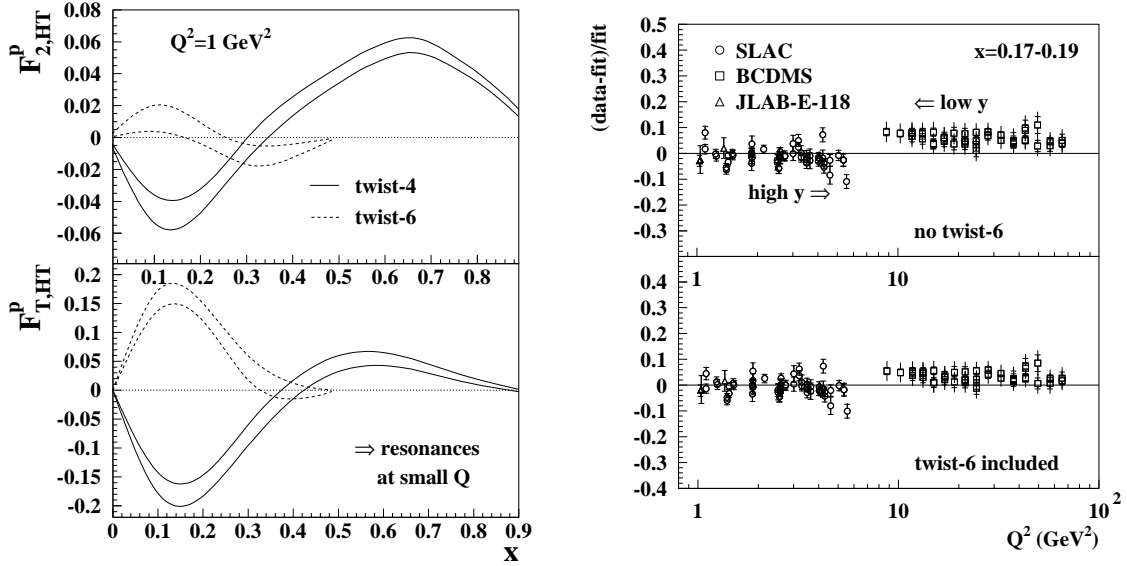 F^p_2,HT
0.08
0.06
0.04
0.02
0
-0.02
-0.04
-0.06
Q²=1 GeV²
twist-4
twist-6
0.1 0.2 0.3 0.4 0.5 0.6 0.7 0.8
F^p_T,HT
0.2
0.15
0.1
0.05
0
-0.05
-0.1
-0.15
-0.2
⇒ resonances
at small Q
0 0.1 0.2 0.3 0.4 0.5 0.6 0.7 0.8 0.9
x
(data-fit)/fit
0.5
0.4
0.3
0.2
0.1
0
-0.1
-0.2
-0.3
SLAC
BCDMS
JLAB-E-118
x=0.17-0.19
⇐ low y
high y ⇒
no twist-6
1 10
0.4
0.3
0.2
0.1
0
-0.1
-0.2
-0.3
-0.4
twist-6 included
1 10 10²
Q² (GeV²)